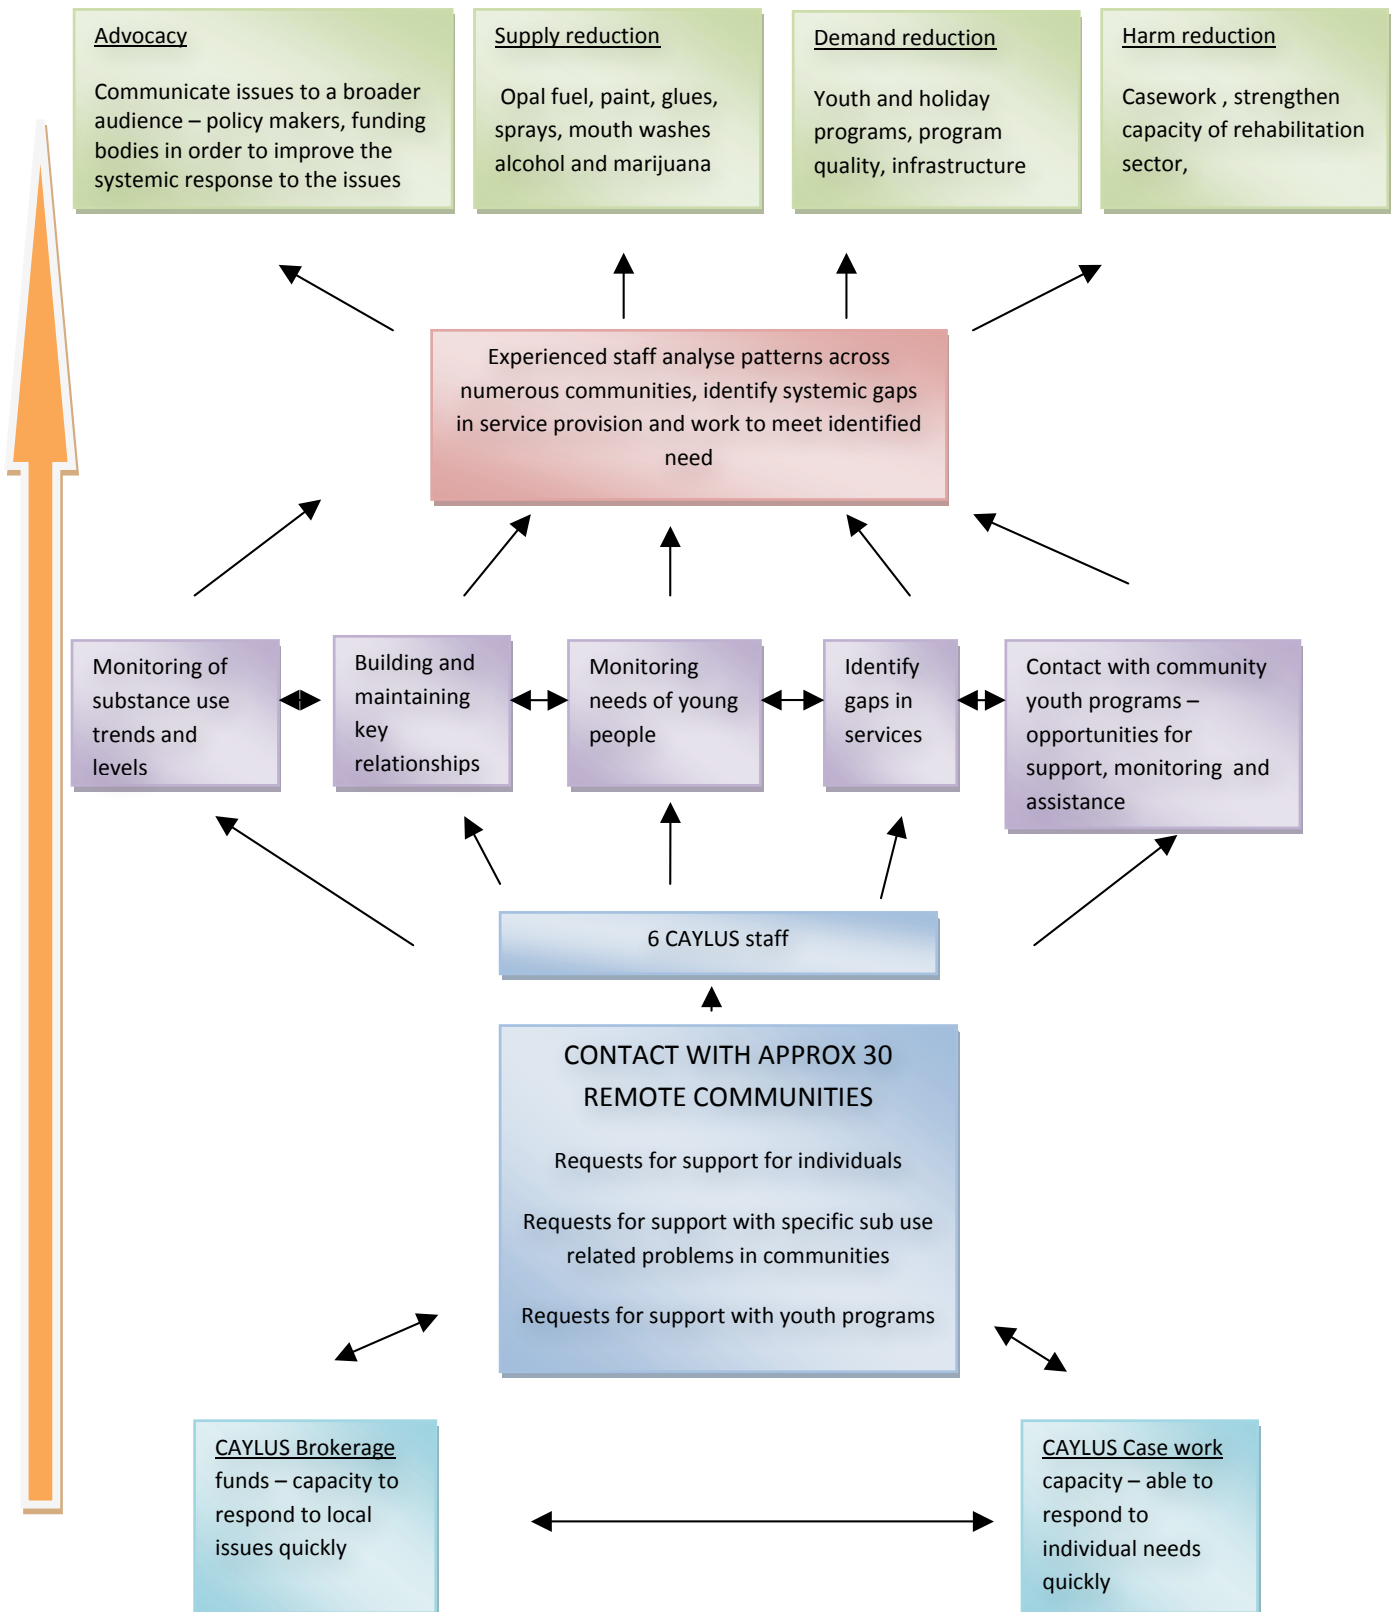 Advocacy
Communicate issues to a broader
audience – policy makers, funding
bodies in order to improve the
systemic response to the issues
Supply reduction
Opal fuel, paint, glues,
sprays, mouth washes
alcohol and marijuana
Demand reduction
Youth and holiday
programs, program
quality, infrastructure
Harm reduction
Casework , strengthen
capacity of rehabilitation
sector,
Experienced staff analyse patterns across
numerous communities, identify systemic gaps
in service provision and work to meet identified
need
Monitoring of
substance use
trends and
levels
Building and
maintaining
key
relationships
Monitoring
needs of young
people
Identify
gaps in
services
Contact with community
youth programs –
opportunities for
support, monitoring and
assistance
6 CAYLUS staff
CONTACT WITH APPROX 30
REMOTE COMMUNITIES
Requests for support for individuals
Requests for support with specific sub use
related problems in communities
Requests for support with youth programs
CAYLUS Brokerage
funds – capacity to
respond to local
issues quickly
CAYLUS Case work
capacity – able to
respond to
individual needs
quickly